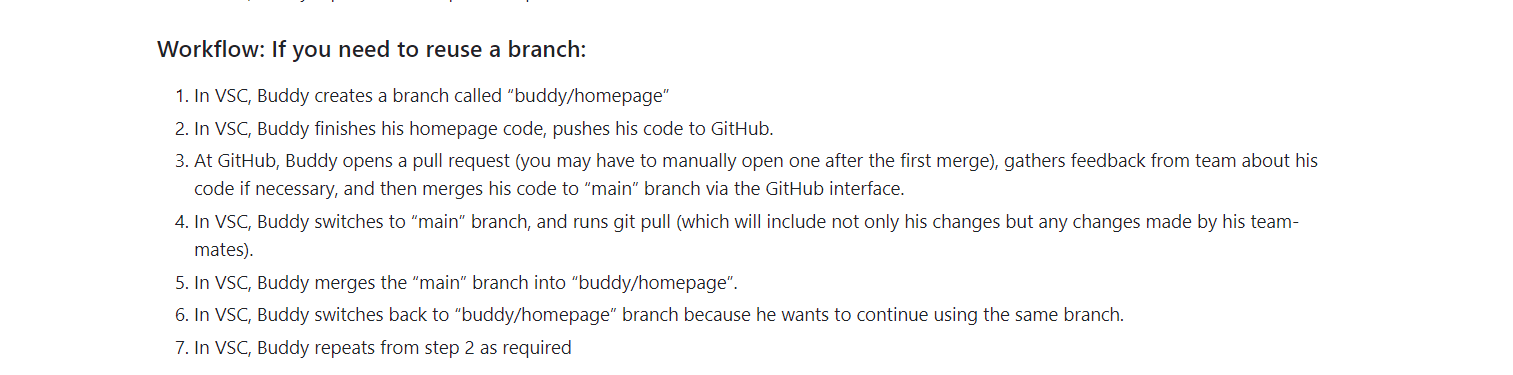 Workflow: If you need to reuse a branch:
1. In VSC, Buddy creates a branch called “buddy/homepage”
2. In VSC, Buddy finishes his homepage code, pushes his code to GitHub.
3. At GitHub, Buddy opens a pull request (you may have to manually open one after the first merge), gathers feedback from team about his
code if necessary, and then merges his code to “main” branch via the GitHub interface.
4. In VSC, Buddy switches to “main” branch, and runs git pull (which will include not only his changes but any changes made by his team-
mates).
5. In VSC, Buddy merges the “main” branch into “buddy/homepage”.
6. In VSC, Buddy switches back to “buddy/homepage” branch because he wants to continue using the same branch.
7. In VSC, Buddy repeats from step 2 as required